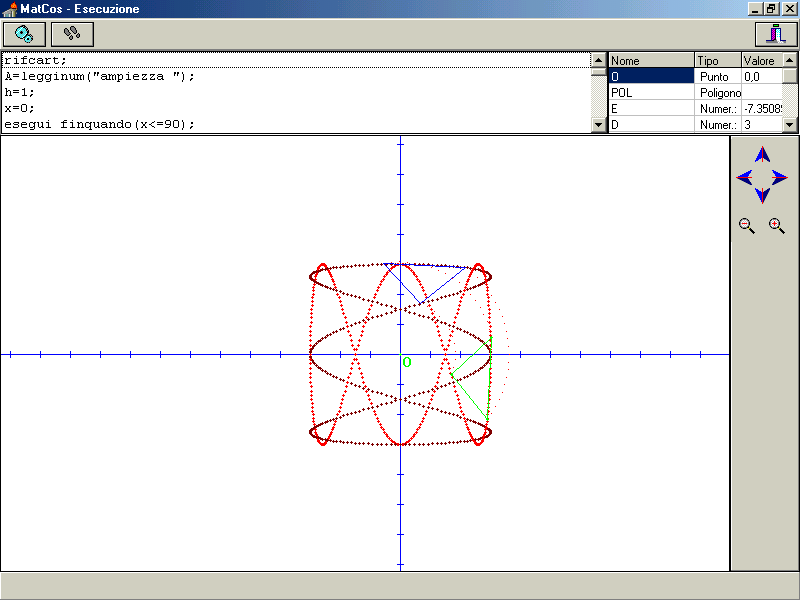 MatCos - Esecuzione
rifcart;
A=legginum("ampiezza ");
h=1;
x=0;
esegui finquando(x<=90);
Nome Tipo Valore
O Punto 0,0
POL Poligono
E Numer.: -7.3508
D Numer.: 3
O